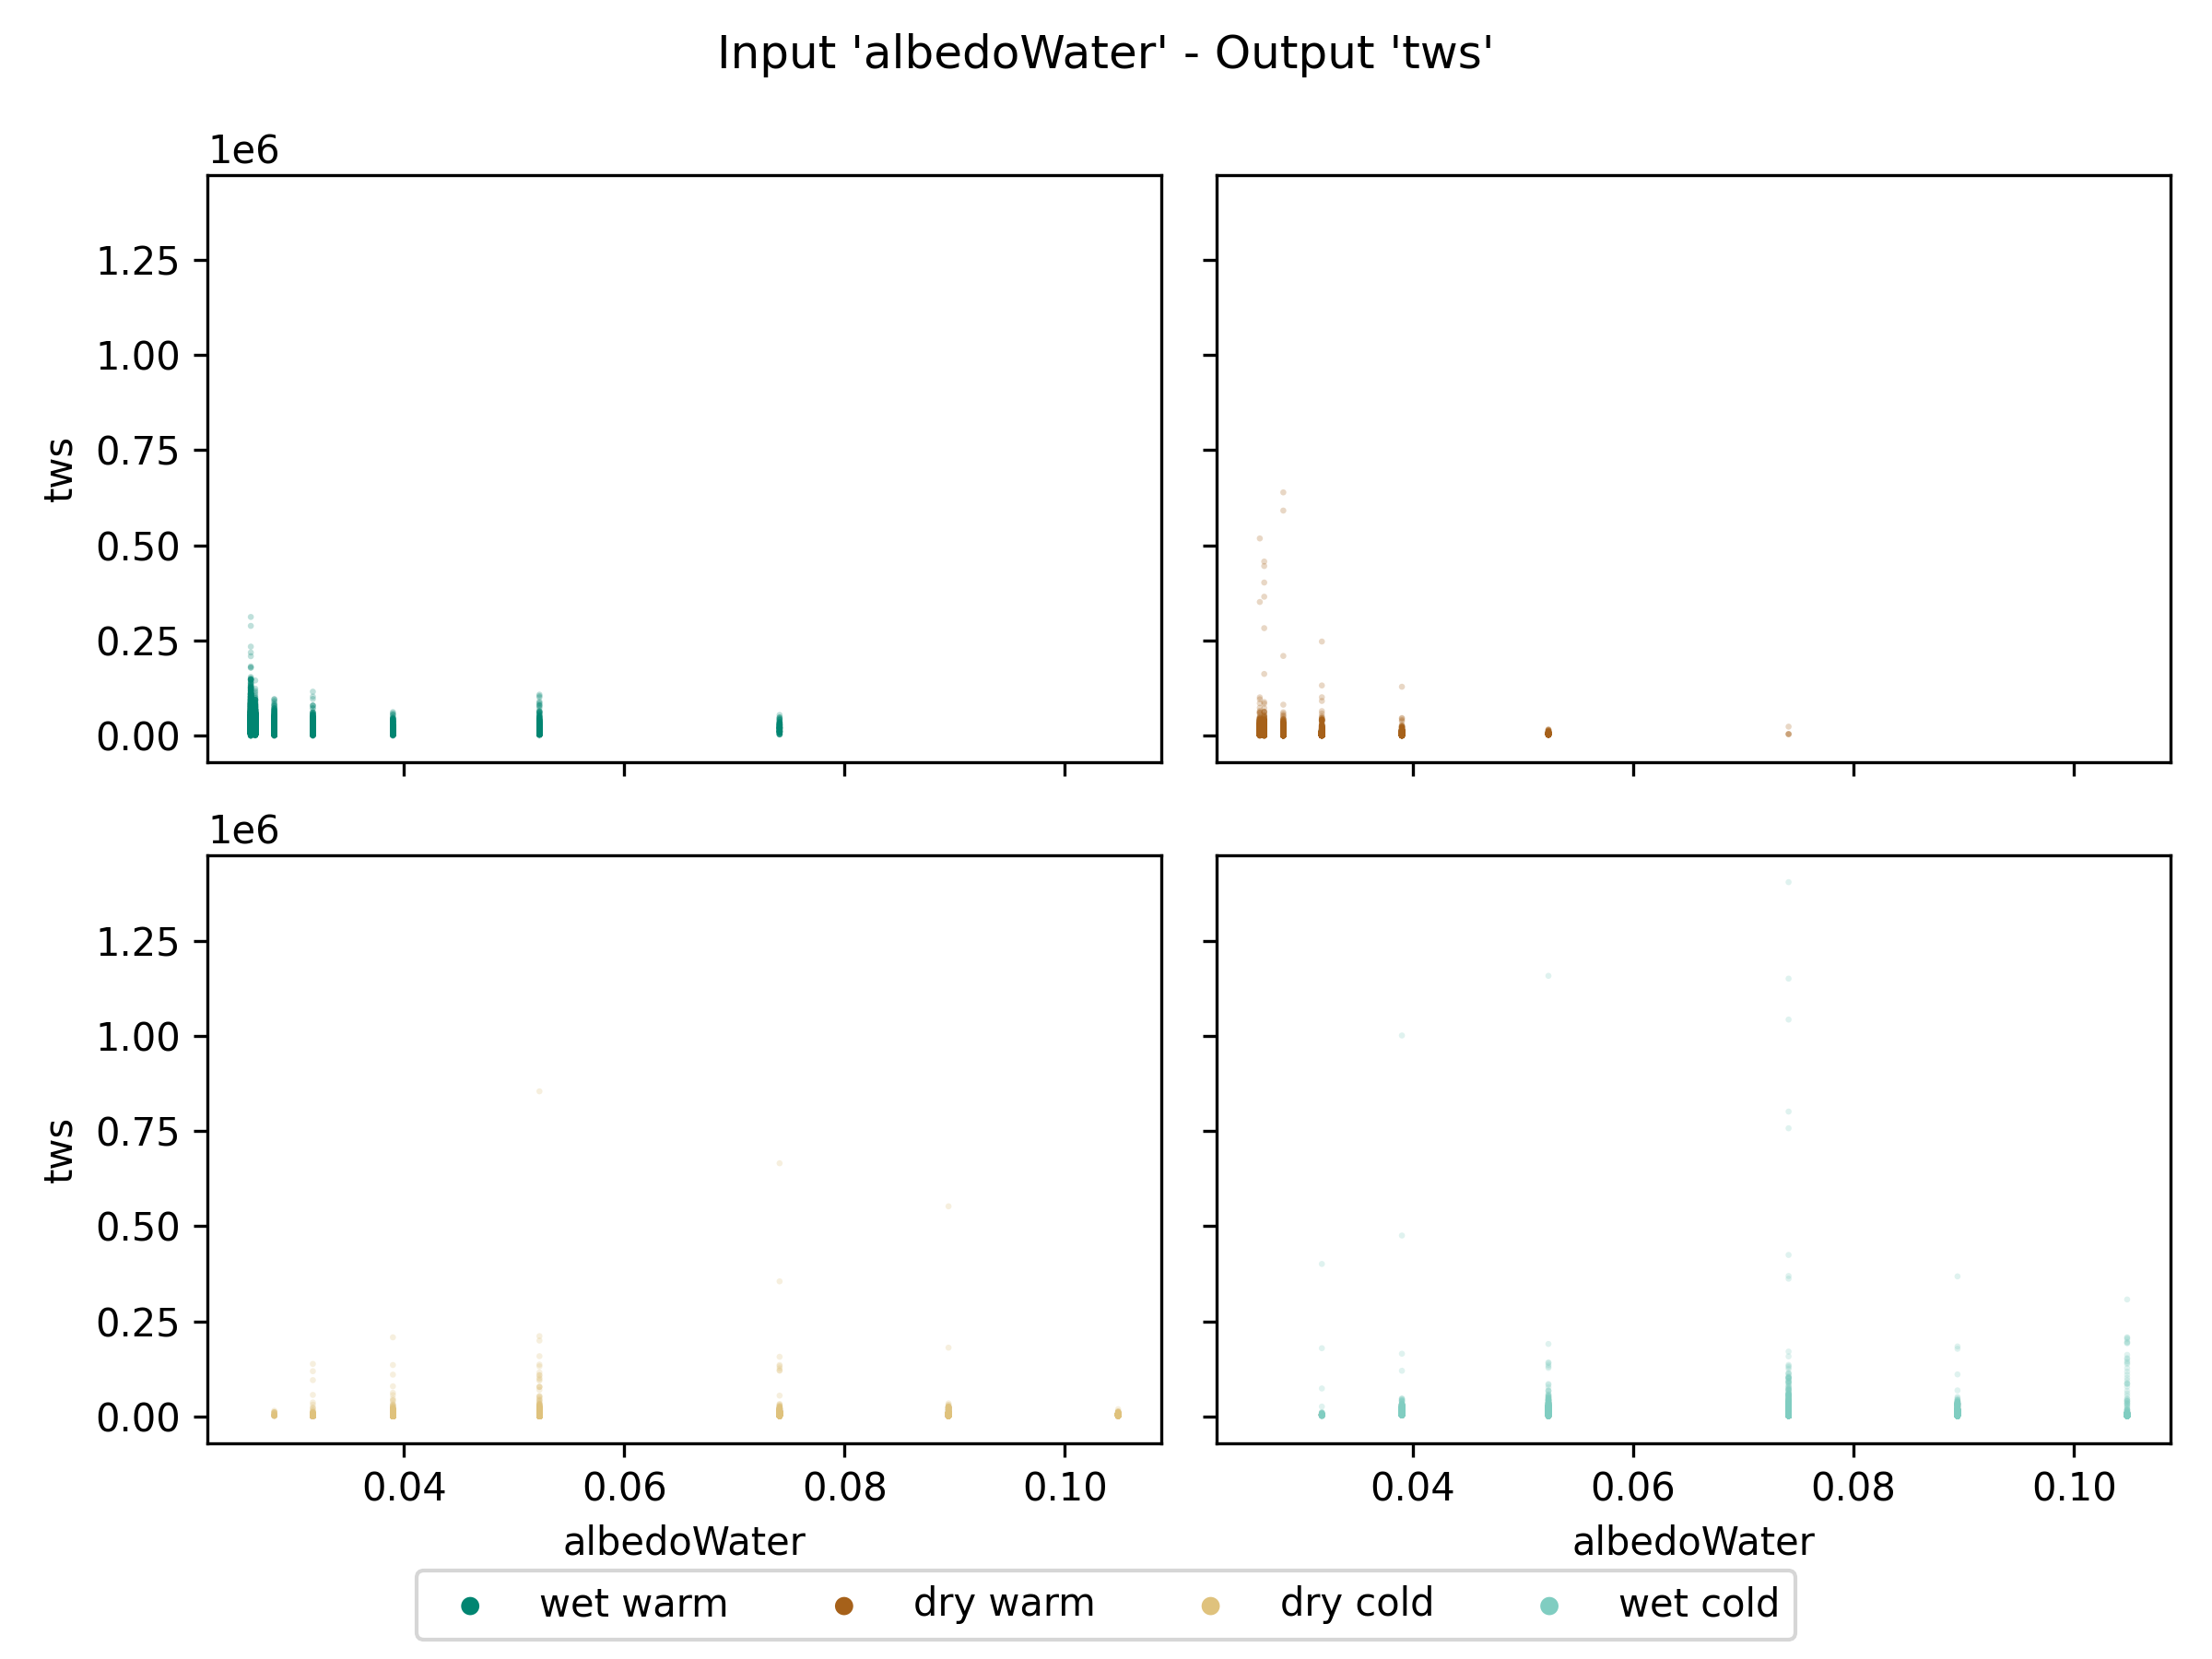 Input 'albedoWater' - Output 'tws'
1e6
1.25
1.00
0.75
0.50
0.25
0.00
tws
1e6
1.25
1.00
0.75
0.50
0.25
0.00
tws
0.04 0.06 0.08 0.10
0.04 0.06 0.08 0.10
albedoWater
albedoWater
wet warm
dry warm
dry cold
wet cold